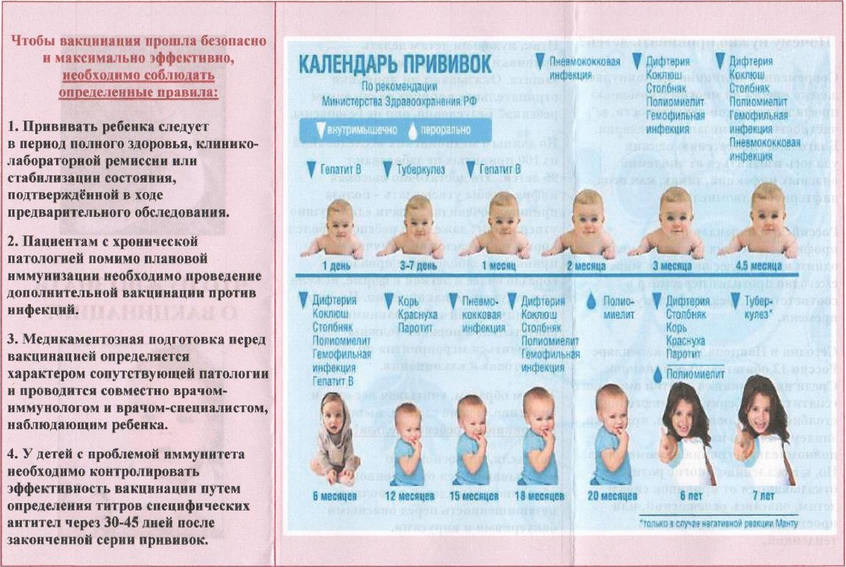 Чтобы вакцинация прошла безопасно
и максимально эффективно,
необходимо соблюдать
определенные правила:
1. Прививать ребенка следует
в период полного здоровья, клинико-
лабораторной ремиссии или
стабилизации состояния,
подтверждённой в ходе
предварительного обследования.
2. Пациентам с хронической
патологией помимо плановой
иммунизации необходимо проведение
дополнительной вакцинации против
инфекций.
3. Медикаментозная подготовка перед
вакцинацией определяется
характером сопутствующей патологии
и проводится совместно врачом-
иммунологом и врачом-специалистом,
наблюдающим ребенка.
4. У детей с проблемой иммунитета
необходимо контролировать
эффективность вакцинации путем
определения титров специфических
антител через 30-45 дней после
законченной серии прививок.
КАЛЕНДАРЬ ПРИВИВОК
По рекомендации
Министерства Здравоохранения РФ
внутримышечно перорально
Гепатит В
1 день
Туберкулез
3-7 день
Гепатит В
1 месяц
Пневмококковая
инфекция
2 месяца
Дифтерия
Коклюш
Столбняк
Полиомиелит
Гемофильная
инфекция
3 месяца
Дифтерия
Коклюш
Столбняк
Полиомиелит
Гемофильная
инфекция
Пневмококковая
инфекция
4.5 месяца
Дифтерия
Коклюш
Столбняк
Полиомиелит
Гемофильная
инфекция
Гепатит В
6 месяцев
Корь
Краснуха
Паротит
12 месяцев
Пневмо-
кокковая
инфекция
15 месяцев
Дифтерия
Коклюш
Столбняк
Полиомиелит
Гемофильная
инфекция
18 месяцев
Полио-
миелит
20 месяцев
Дифтерия
Столбняк
Корь
Краснуха
Паротит
Полиомиелит
6 лет
Тубер-
кулез*
7 лет
*только в случае негативной реакции Манту